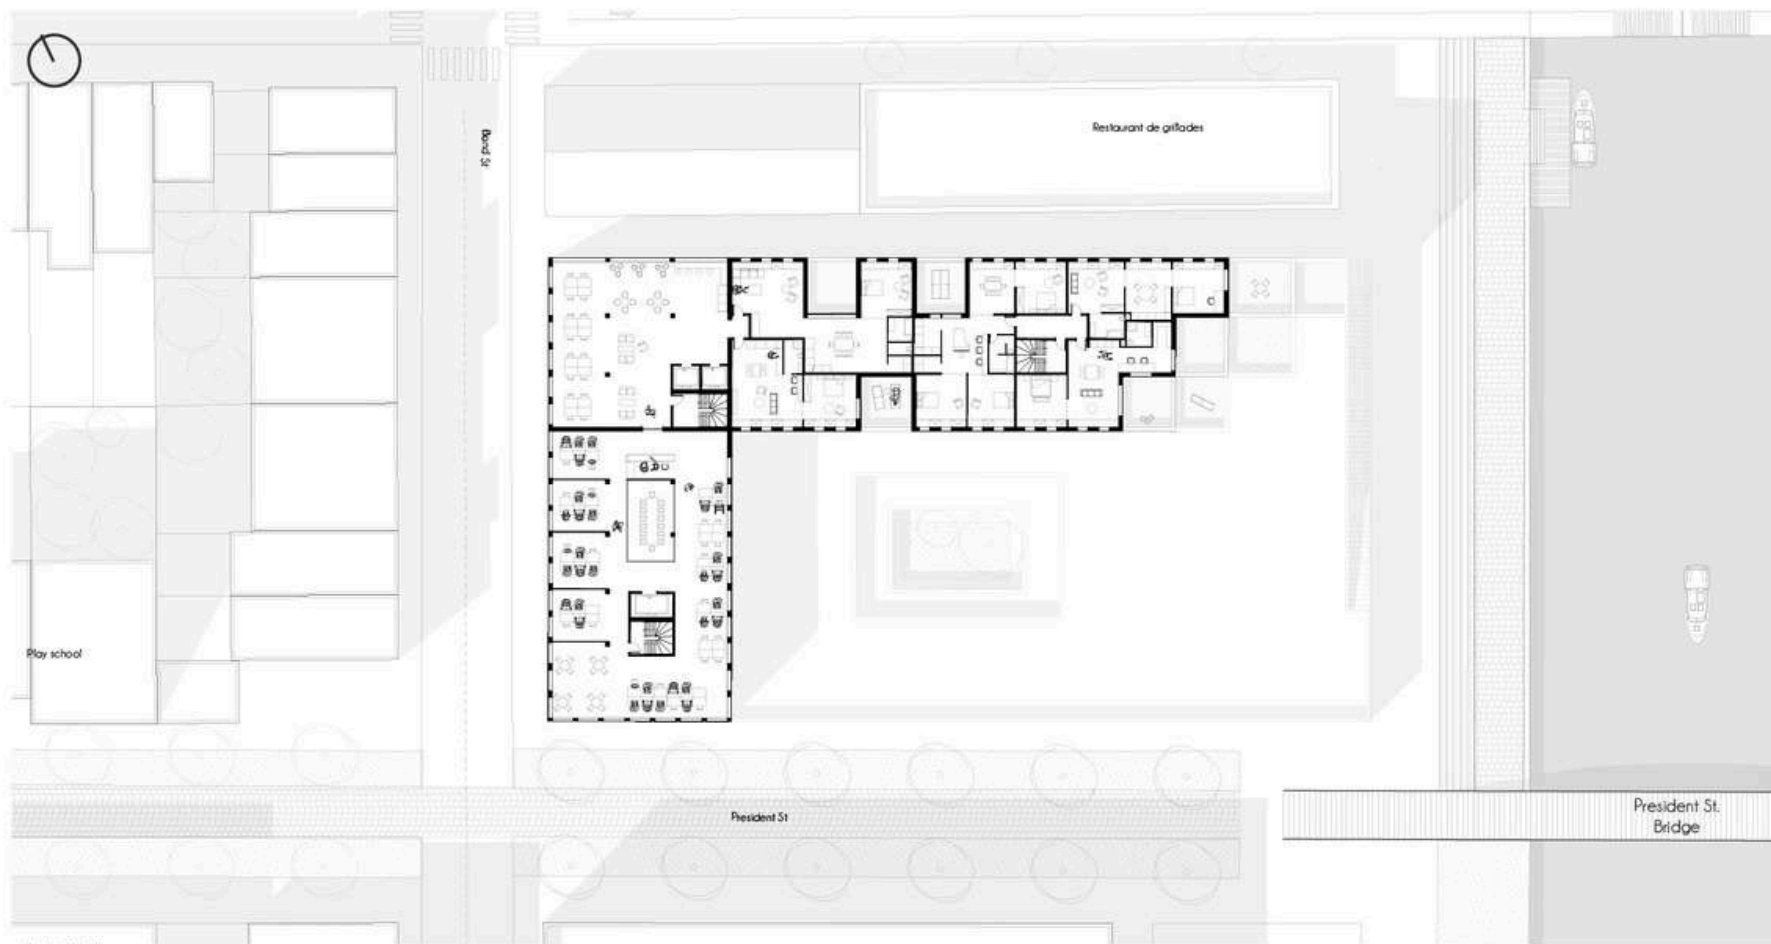 Bond St
Restaurant de grillades
Play school
President St
President St.
Bridge